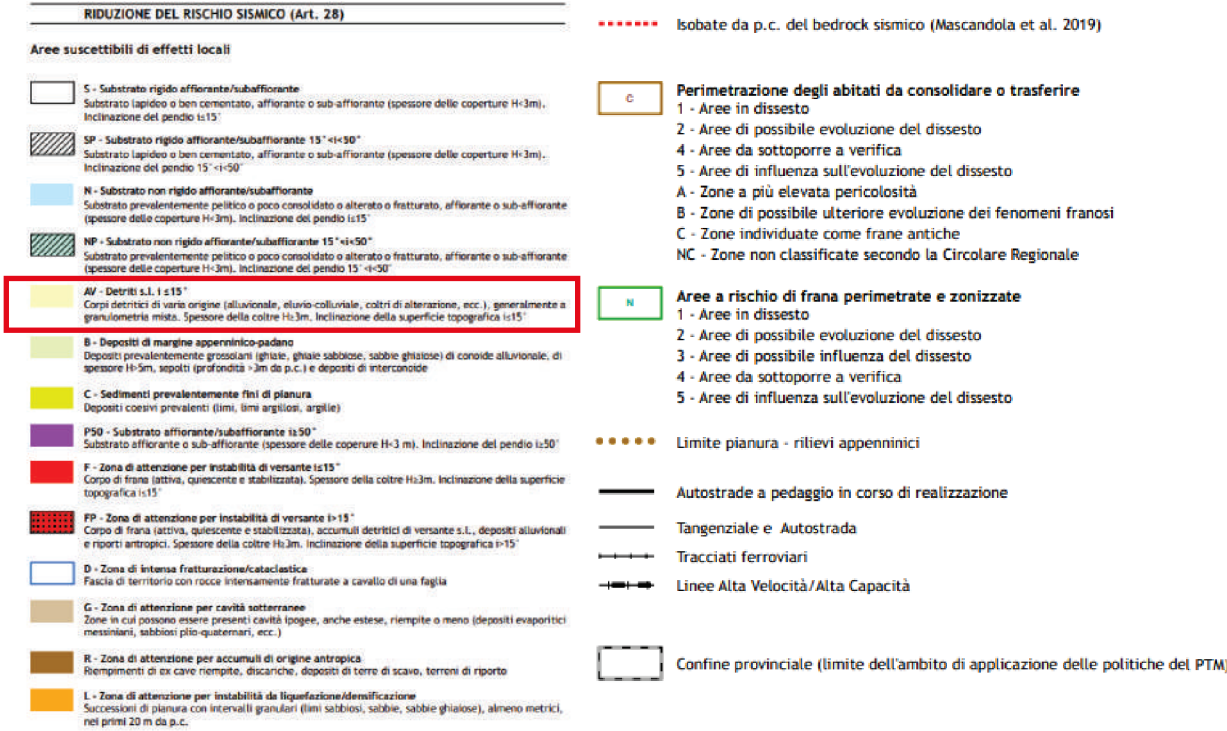 RIDUZIONE DEL RISCHIO SISMICO (Art. 28)
Aree suscettibili di effetti locali
S - Substrato rigido affiorante/subaffiorante
Substrato lapideo o ben cementato, affiorante o sub-affiorante (spessore delle coperture H<3m).
Inclinazione del pendio i≤15°
SP - Substrato rigido affiorante/subaffiorante 15°<i<50°
Substrato lapideo o ben cementato, affiorante o sub-affiorante (spessore delle coperture H<3m).
Inclinazione del pendio 15°<i<50°
N - Substrato non rigido affiorante/subaffiorante
Substrato prevalentemente pelitico o poco consolidato o alterato o fratturato, affiorante o sub-affiorante
(spessore delle coperture H<3m). Inclinazione del pendio i≤15°
NP - Substrato non rigido affiorante/subaffiorante 15°<i<50°
Substrato prevalentemente pelitico o poco consolidato o alterato o fratturato, affiorante o sub-affiorante
(spessore delle coperture H<3m). Inclinazione del pendio 15°<i<50°
AV - Detriti s.l. i ≤15°
Corpi detritici di varia origine (alluvionale, eluvio-colluviale, coltri di alterazione, ecc.), generalmente a
granulometria mista. Spessore della coltre H≥3m. Inclinazione della superficie topografica i≤15°
B - Depositi di margine appenninico-padano
Depositi prevalentemente grossolani (ghiaie, ghiaie sabbiose, sabbie ghiaiose) di conoide alluvionale, di
spessore H>5m, sepolti (profondità >3m da p.c.) e depositi di interconoide
C - Sedimenti prevalentemente fini di pianura
Depositi coesivi prevalenti (limi, limi argillosi, argille)
P50 - Substrato affiorante/subaffiorante i≥50°
Substrato affiorante o sub-affiorante (spessore delle coperure H<3 m). Inclinazione del pendio i≥50°
F - Zona di attenzione per instabilità di versante i≤15°
Corpo di frana (attiva, quiescente e stabilizzata). Spessore della coltre H≥3m. Inclinazione della superficie
topografica i≤15°
FP - Zona di attenzione per instabilità di versante i>15°
Corpo di frana (attiva, quiescente e stabilizzata), accumuli detritici di versante s.l., depositi alluvionali
e riporti antropici. Spessore della coltre H≥3m. Inclinazione della superficie topografica i>15°
D - Zona di intensa fratturazione/cataclastica
Fascia di territorio con rocce intensamente fratturate a cavallo di una faglia
G - Zona di attenzione per cavità sotterranee
Zone in cui possono essere presenti cavità ipogee, anche estese, riempite o meno (depositi evaporitici
messiniani, sabbiosi plio-quaternari, ecc.)
R - Zona di attenzione per accumuli di origine antropica
Riempimenti di ex cave riempite, discariche, depositi di terre di scavo, terreni di riporto
L - Zona di attenzione per instabilità da liquefazione/densificazione
Successioni di pianura con intervalli granulari (limi sabbiosi, sabbie, sabbie ghiaiose), almeno metrici,
nei primi 20 m da p.c.
Isobate da p.c. del bedrock sismico (Mascandola et al. 2019)
C
Perimetrazione degli abitati da consolidare o trasferire
1 - Aree in dissesto
2 - Aree di possibile evoluzione del dissesto
4 - Aree da sottoporre a verifica
5 - Aree di influenza sull'evoluzione del dissesto
A - Zone a più elevata pericolosità
B - Zone di possibile ulteriore evoluzione dei fenomeni franosi
C - Zone individuate come frane antiche
NC - Zone non classificate secondo la Circolare Regionale
N
Aree a rischio di frana perimetrate e zonizzate
1 - Aree in dissesto
2 - Aree di possibile evoluzione del dissesto
3 - Aree di possibile influenza del dissesto
4 - Aree da sottoporre a verifica
5 - Aree di influenza sull'evoluzione del dissesto
Limite pianura - rilievi appenninici
Autostrade a pedaggio in corso di realizzazione
Tangenziale e Autostrada
Tracciati ferroviari
Linee Alta Velocità/Alta Capacità
Confine provinciale (limite dell'ambito di applicazione delle politiche del PTM)